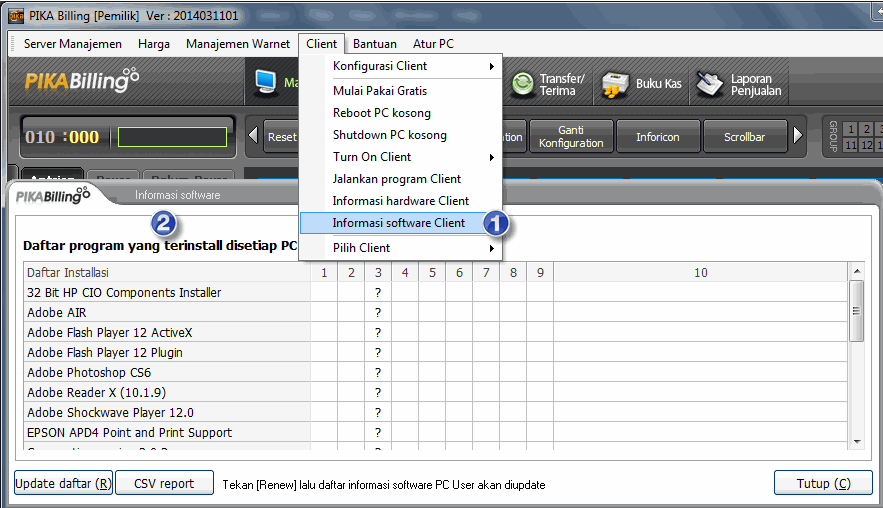 PIKA Billing [Pemilik] Ver : 2014031101
Server Manajemen Harga Manajemen Warnet Client Bantuan Atur PC
PIKABilling
Transfer/
Terima
Buku Kas
Laporan
Penjualan
010 :000
Reset
Ganti
Konfiguration
Inforicon
Scrollbar
GROUP
1 2 3
11 12 1
Konfigurasi Client
Mulai Pakai Gratis
Reboot PC kosong
Shutdown PC kosong
Turn On Client
Jalankan program Client
Informasi hardware Client
Informasi software Client 1
Pilih Client
PIKABilling Informasi software
2
Daftar program yang terinstall disetiap PC
Daftar Installasi 1 2 3 4 5 6 7 8 9 10
32 Bit HP CIO Components Installer ?
Adobe AIR ?
Adobe Flash Player 12 ActiveX ?
Adobe Flash Player 12 Plugin ?
Adobe Photoshop CS6 ?
Adobe Reader X (10.1.9) ?
Adobe Shockwave Player 12.0 ?
EPSON APD4 Point and Print Support ?
Update daftar (R) CSV report Tekan [Renew] lalu daftar informasi software PC User akan diupdate Tutup (C)